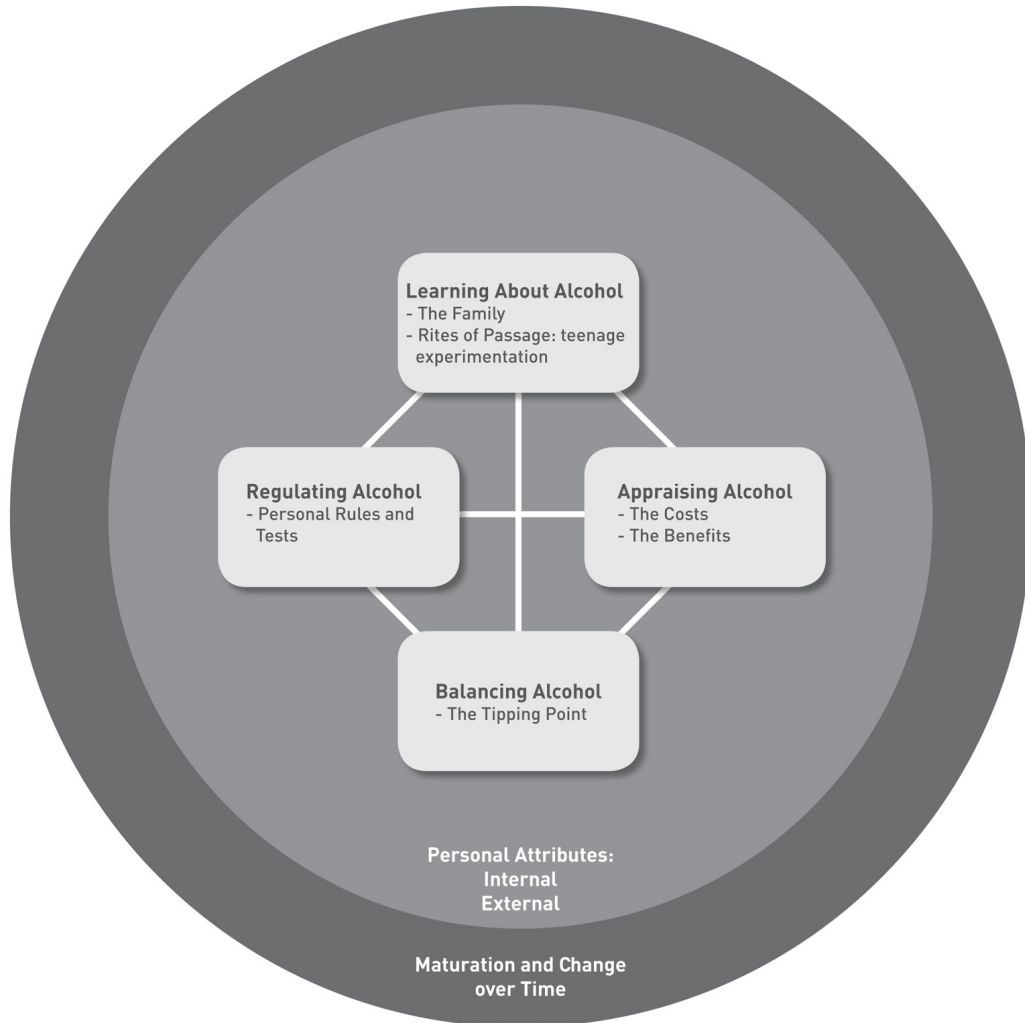 Learning About Alcohol
- The Family
- Rites of Passage: teenage
experimentation
Regulating Alcohol
- Personal Rules and
Tests
Appraising Alcohol
- The Costs
- The Benefits
Balancing Alcohol
- The Tipping Point
Personal Attributes:
Internal
External
Maturation and Change
over Time